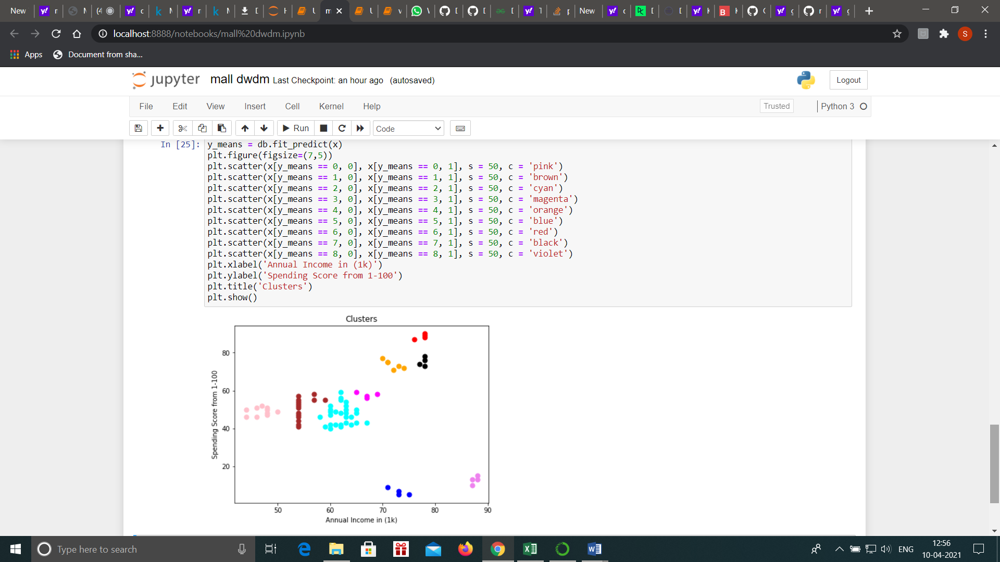 New
localhost:8888/notebooks/mall%20dwdm.ipynb
S
Apps Document from sha...
jupyter mall dwdm Last Checkpoint: an hour ago (autosaved) Logout
File Edit View Insert Cell Kernel Help Trusted Python 3
Run Code
In [25]: y_means = db.fit_predict(x)
plt.figure(figsize=(7,5))
plt.scatter(x[y_means == 0, 0], x[y_means == 0, 1], s = 50, c = 'pink')
plt.scatter(x[y_means == 1, 0], x[y_means == 1, 1], s = 50, c = 'brown')
plt.scatter(x[y_means == 2, 0], x[y_means == 2, 1], s = 50, c = 'cyan')
plt.scatter(x[y_means == 3, 0], x[y_means == 3, 1], s = 50, c = 'magenta')
plt.scatter(x[y_means == 4, 0], x[y_means == 4, 1], s = 50, c = 'orange')
plt.scatter(x[y_means == 5, 0], x[y_means == 5, 1], s = 50, c = 'blue')
plt.scatter(x[y_means == 6, 0], x[y_means == 6, 1], s = 50, c = 'red')
plt.scatter(x[y_means == 7, 0], x[y_means == 7, 1], s = 50, c = 'black')
plt.scatter(x[y_means == 8, 0], x[y_means == 8, 1], s = 50, c = 'violet')
plt.xlabel('Annual Income in (1k)')
plt.ylabel('Spending Score from 1-100')
plt.title('Clusters')
plt.show()
Clusters
Spending Score from 1-100
80
60
40
20
50 60 70 80 90
Annual Income in (1k)
Type here to search
ENG
12:56
10-04-2021